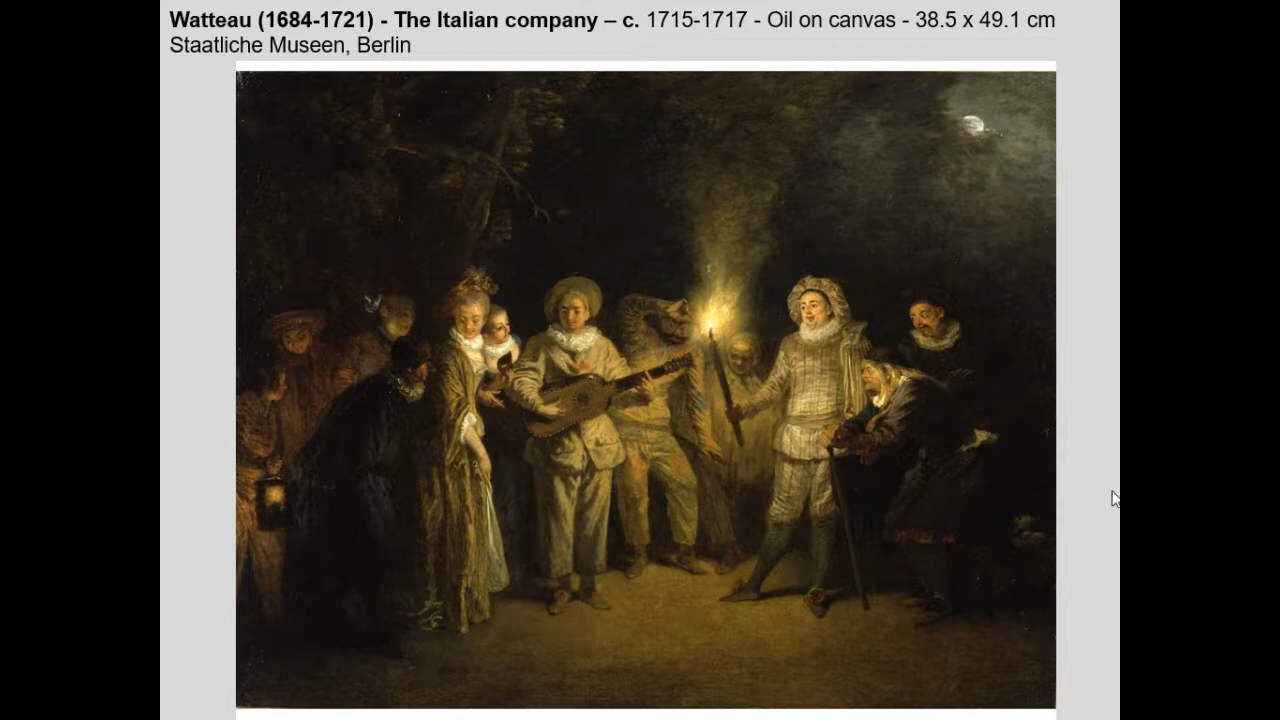 Watteau (1684-1721) - The Italian company – c. 1715-1717 - Oil on canvas - 38.5 x 49.1 cm
Staatliche Museen, Berlin